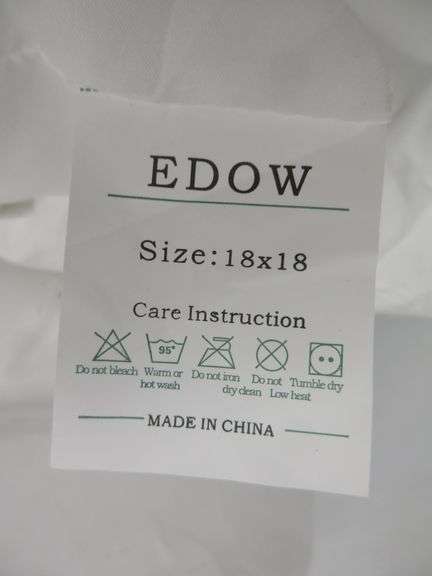 EDOW
Size:18x18
Care Instruction
95°
Do not bleach Warm or Do not iron Do not Tumble dry
hot wash dry clean Low heat
MADE IN CHINA